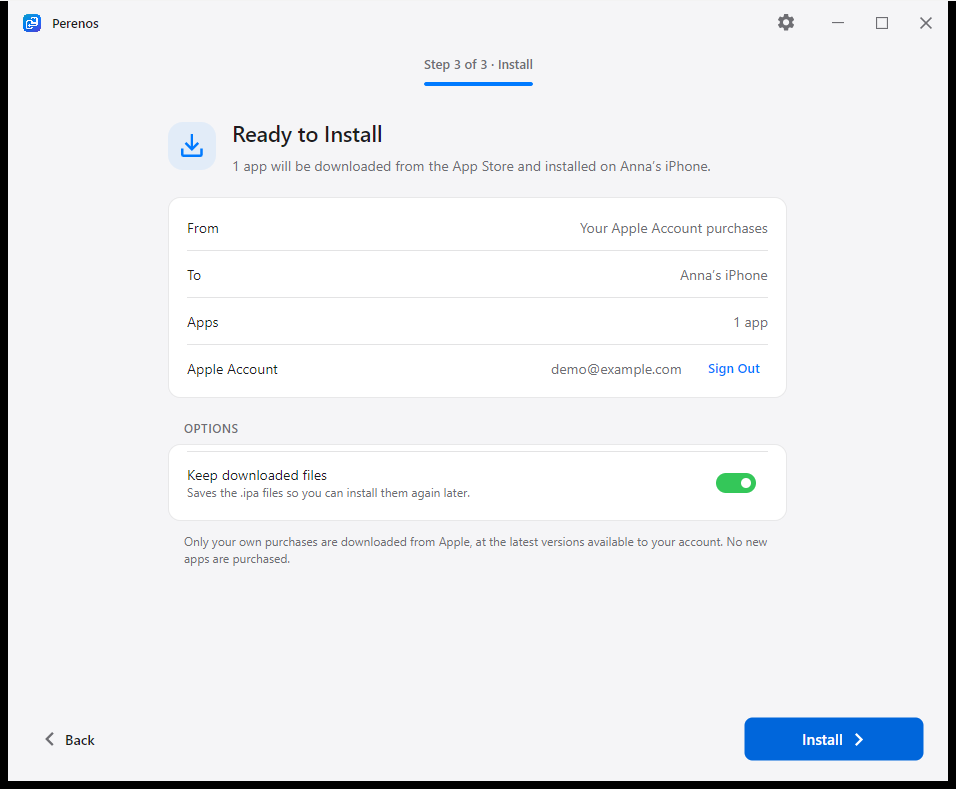 Perenos
Step 3 of 3 · Install
Ready to Install
1 app will be downloaded from the App Store and installed on Anna's iPhone.
From Your Apple Account purchases
To Anna's iPhone
Apps 1 app
Apple Account demo@example.com Sign Out
OPTIONS
Keep downloaded files
Saves the .ipa files so you can install them again later.
Only your own purchases are downloaded from Apple, at the latest versions available to your account. No new
apps are purchased.
Back Install